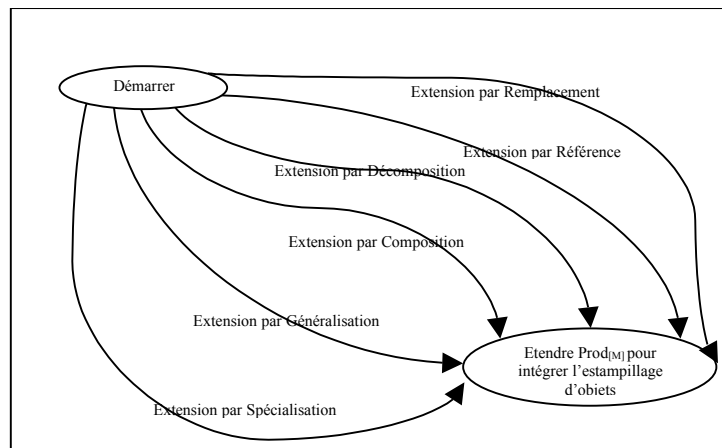 Démarrer
Extension par Remplacement
Extension par Référence
Extension par Décomposition
Extension par Composition
Extension par Généralisation
Etendre Prod[M] pour
intégrer l’estampillage
d’objets
Extension par Spécialisation